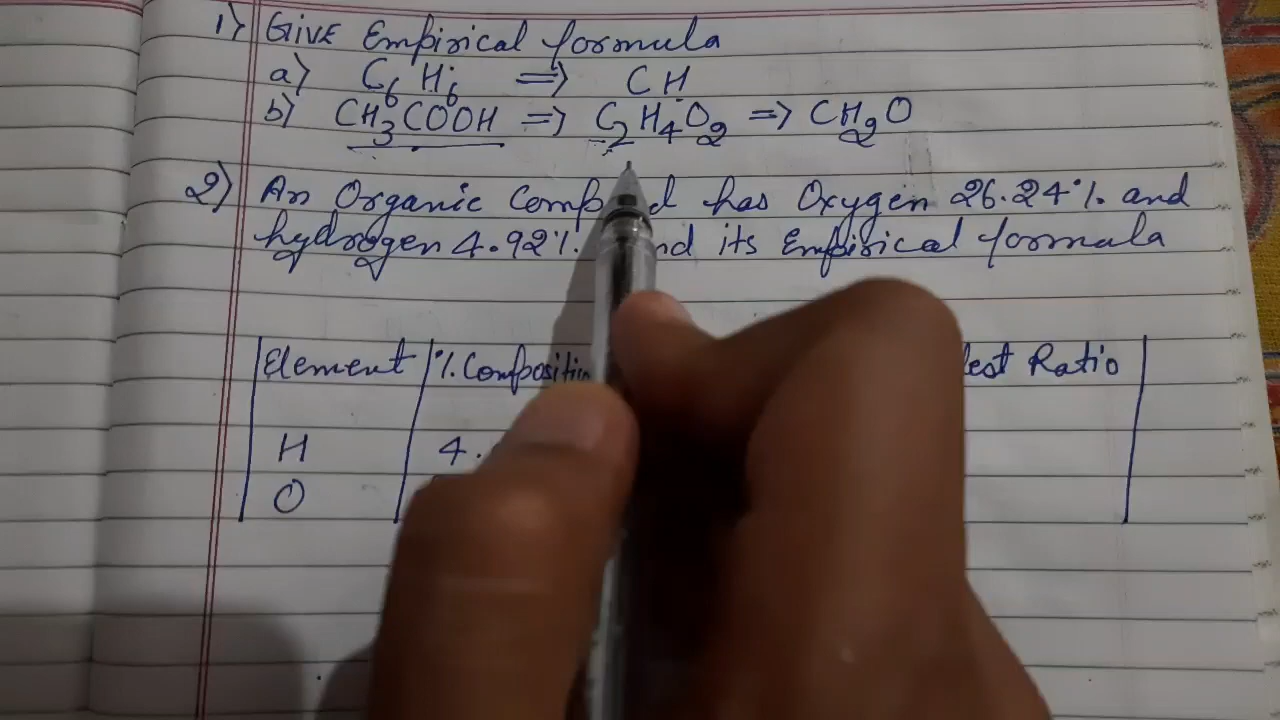 1) Give Empirical formula
a) C6H6 => CH
b) CH3COOH => C2H4O2 => CH2O
2) An Organic Comp d has Oxygen 26.24% and
hydrogen 4.92% nd its Empirical formula
Element % Composition Ratio
H 4.
O